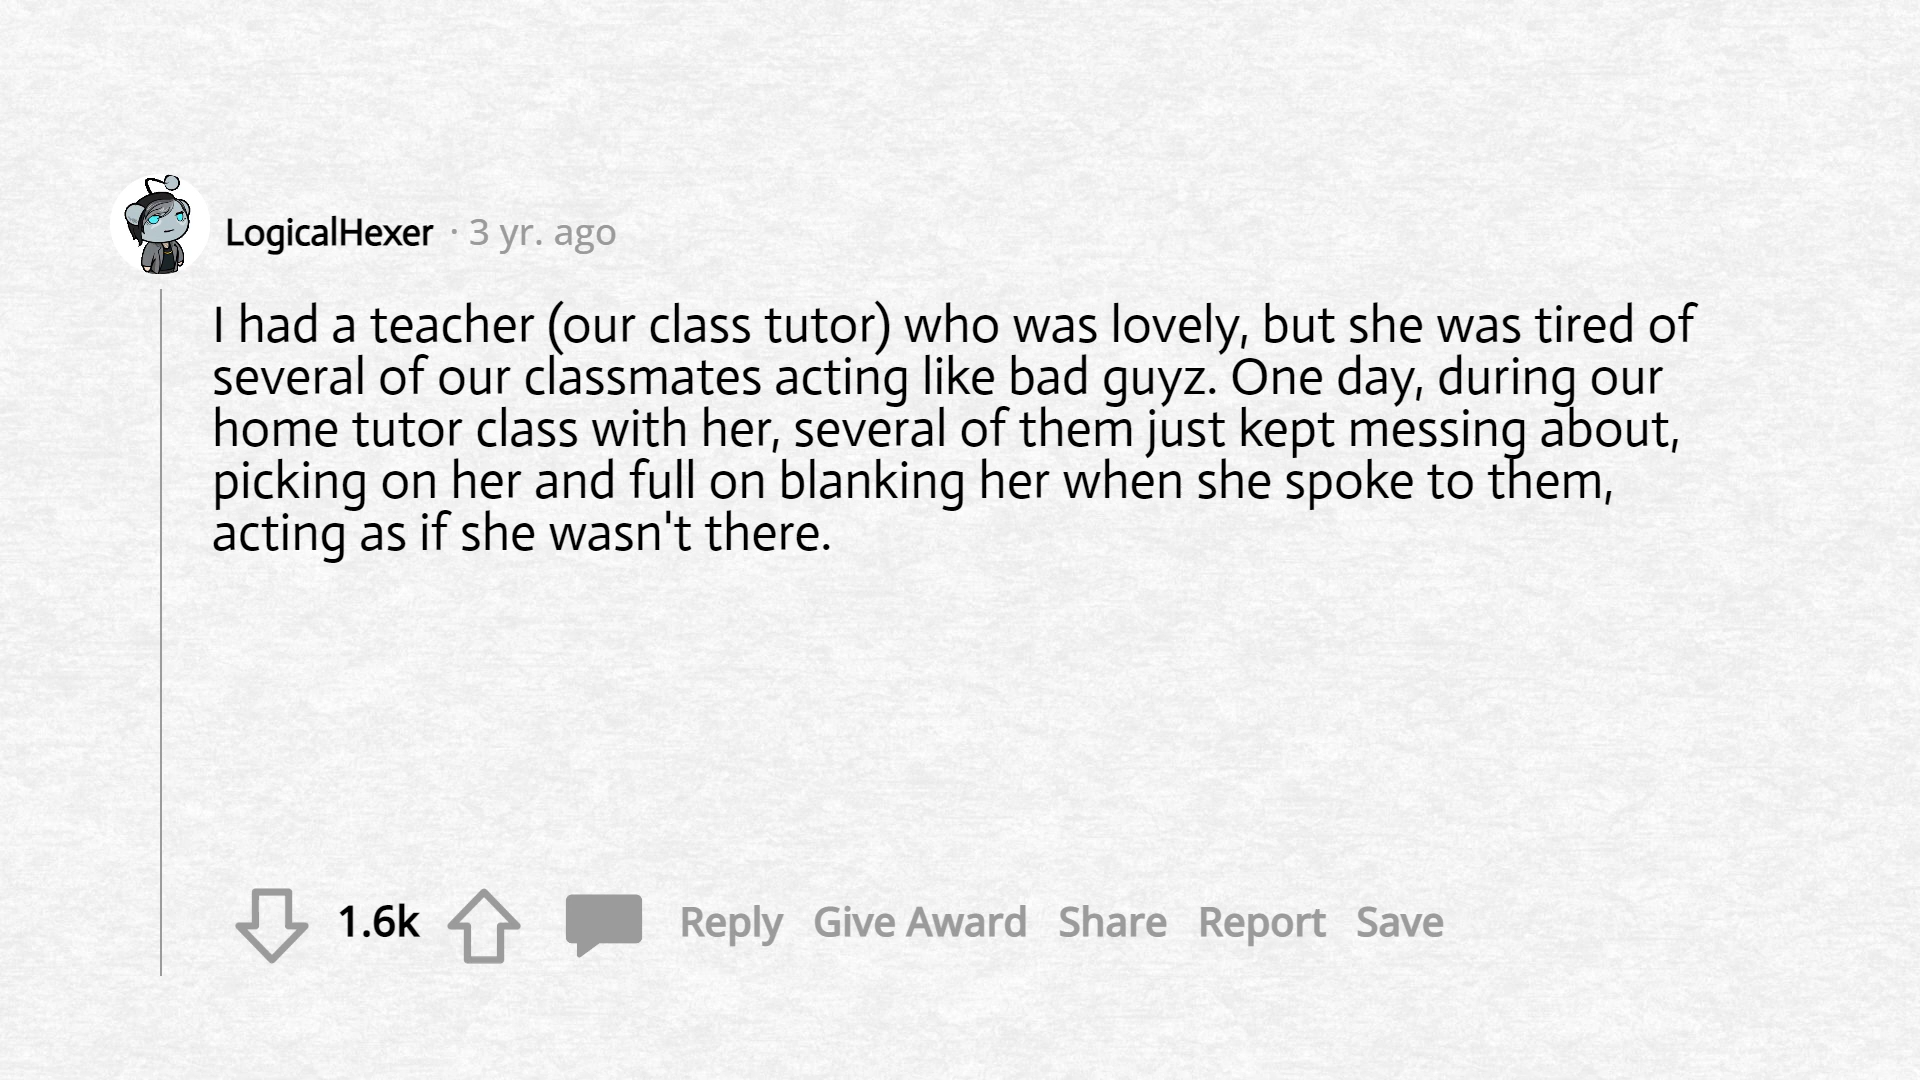 LogicalHexer · 3 yr. ago
I had a teacher (our class tutor) who was lovely, but she was tired of
several of our classmates acting like bad guyz. One day, during our
home tutor class with her, several of them just kept messing about,
picking on her and full on blanking her when she spoke to them,
acting as if she wasn't there.
1.6k Reply Give Award Share Report Save